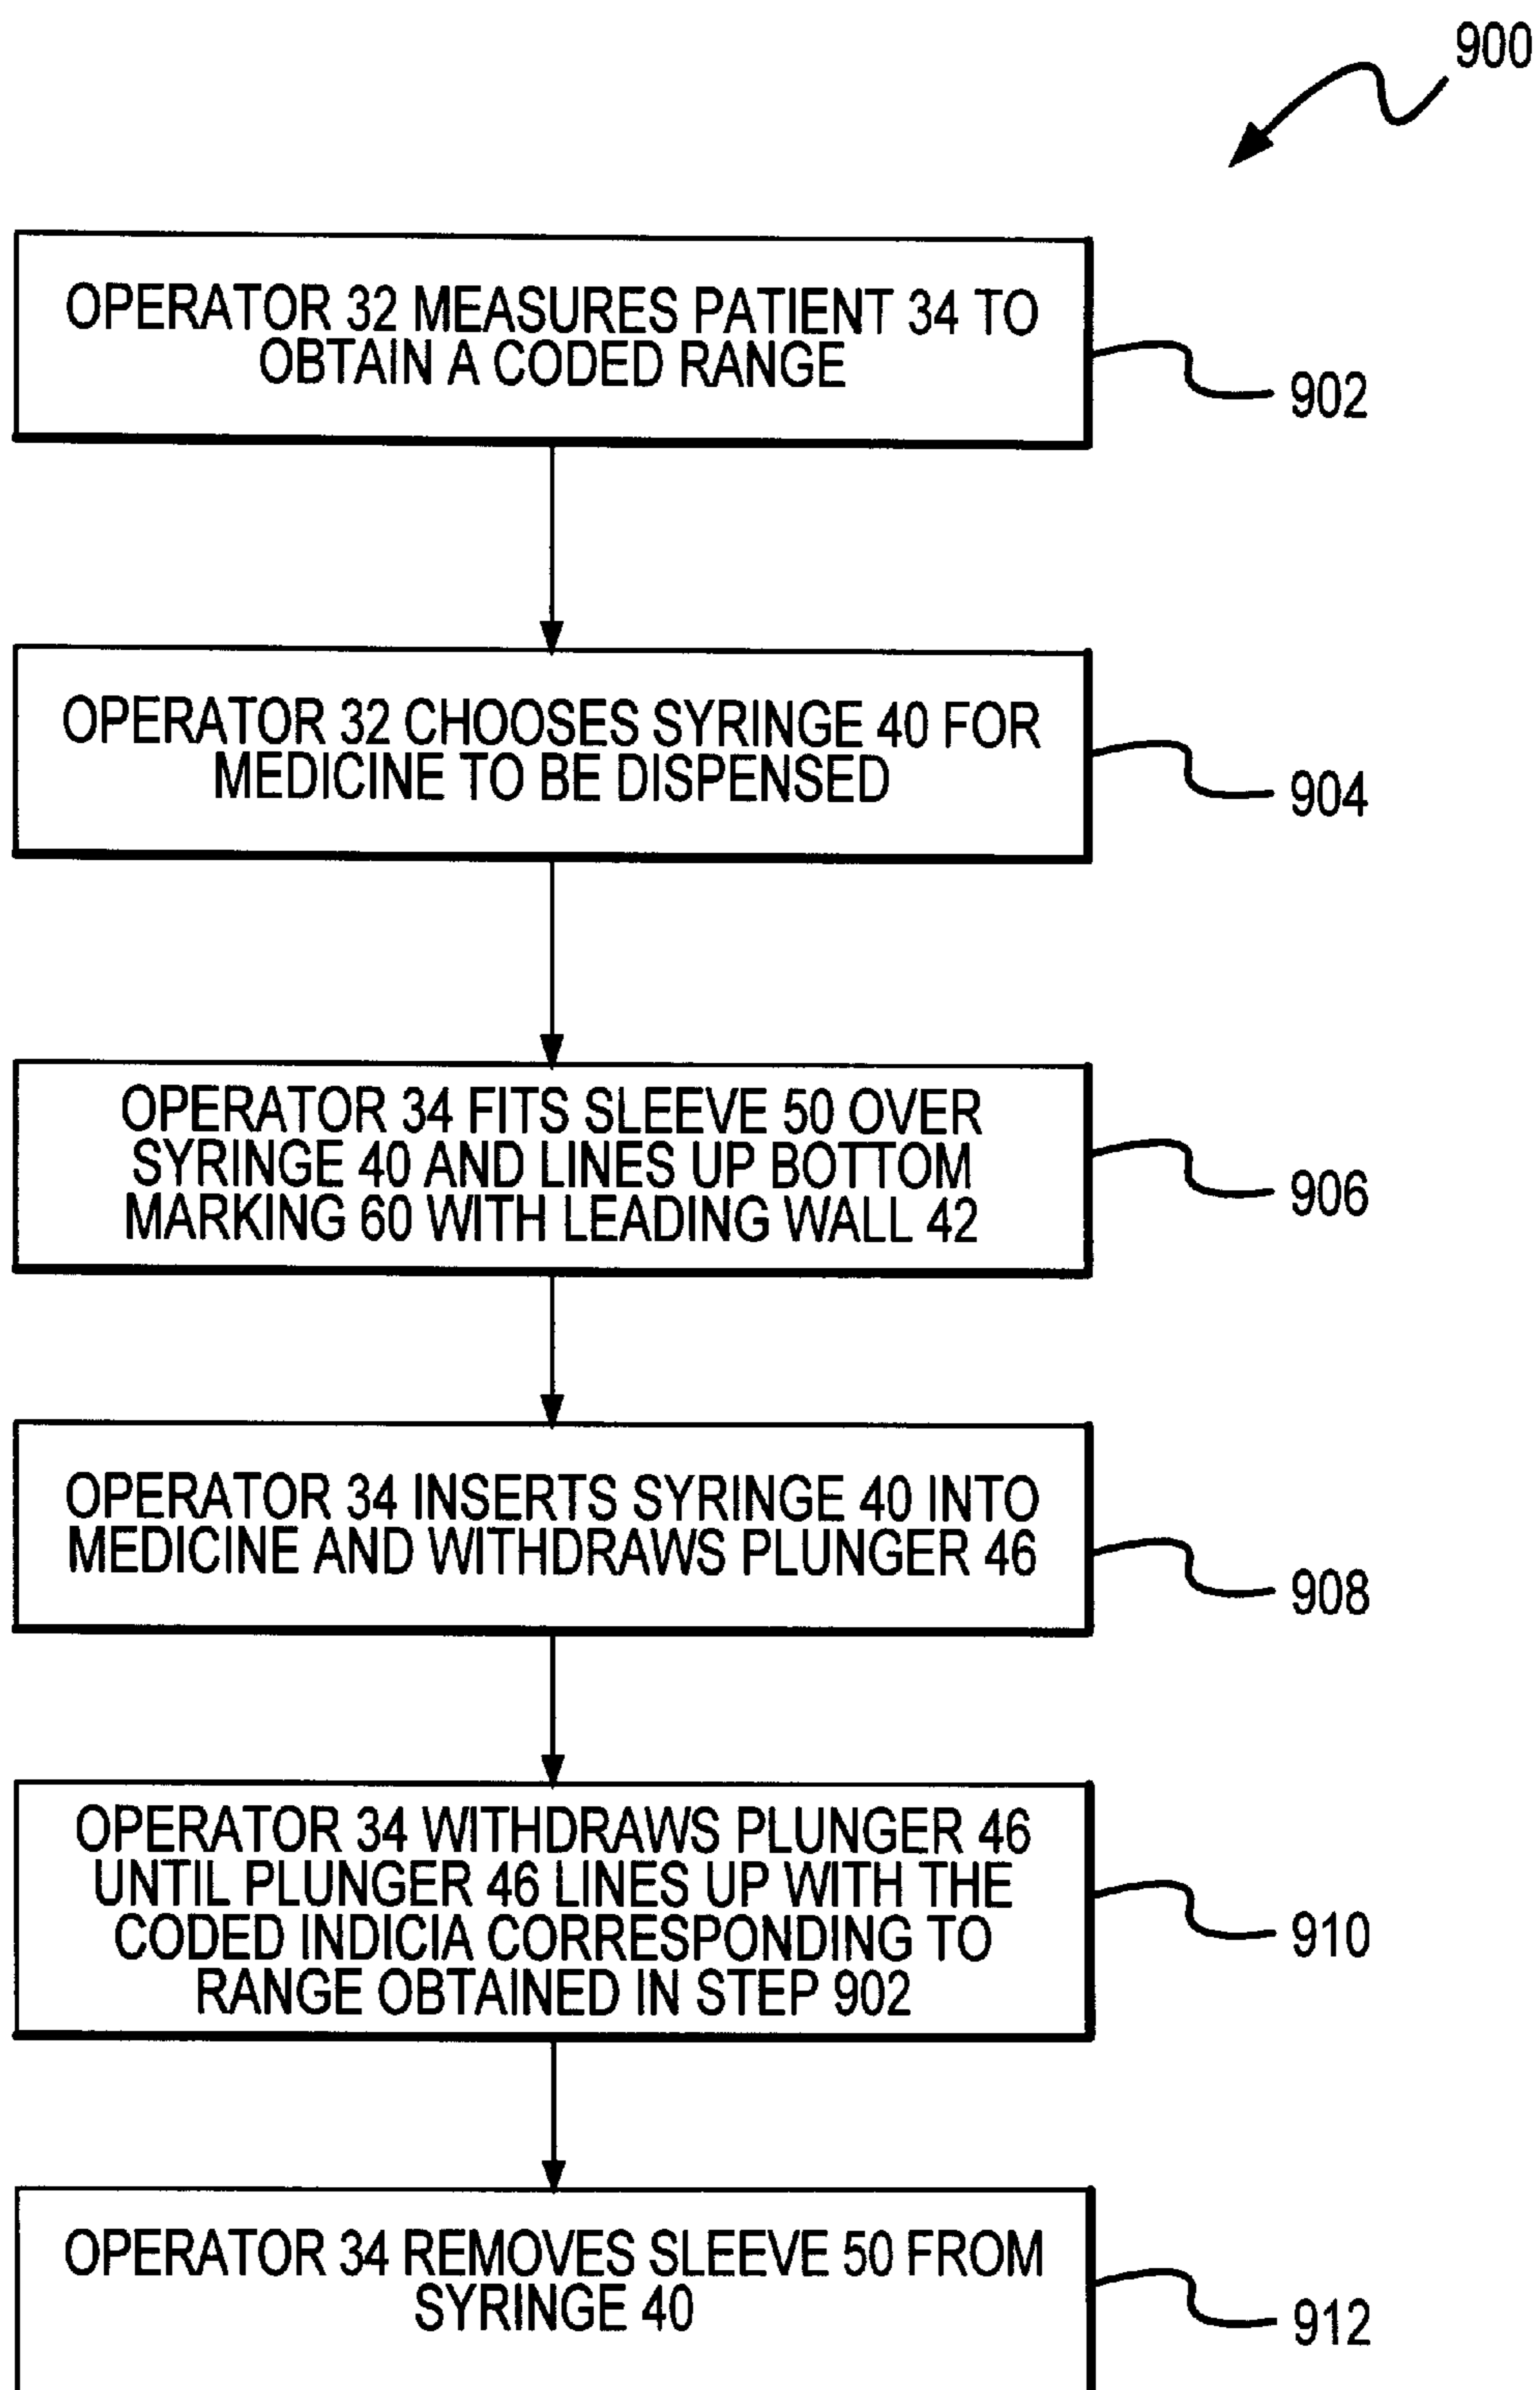 900
OPERATOR 32 MEASURES PATIENT 34 TO
OBTAIN A CODED RANGE
902
OPERATOR 32 CHOOSES SYRINGE 40 FOR
MEDICINE TO BE DISPENSED
904
OPERATOR 34 FITS SLEEVE 50 OVER
SYRINGE 40 AND LINES UP BOTTOM
MARKING 60 WITH LEADING WALL 42
906
OPERATOR 34 INSERTS SYRINGE 40 INTO
MEDICINE AND WITHDRAWS PLUNGER 46
908
OPERATOR 34 WITHDRAWS PLUNGER 46
UNTIL PLUNGER 46 LINES UP WITH THE
CODED INDICIA CORRESPONDING TO
RANGE OBTAINED IN STEP 902
910
OPERATOR 34 REMOVES SLEEVE 50 FROM
SYRINGE 40
912